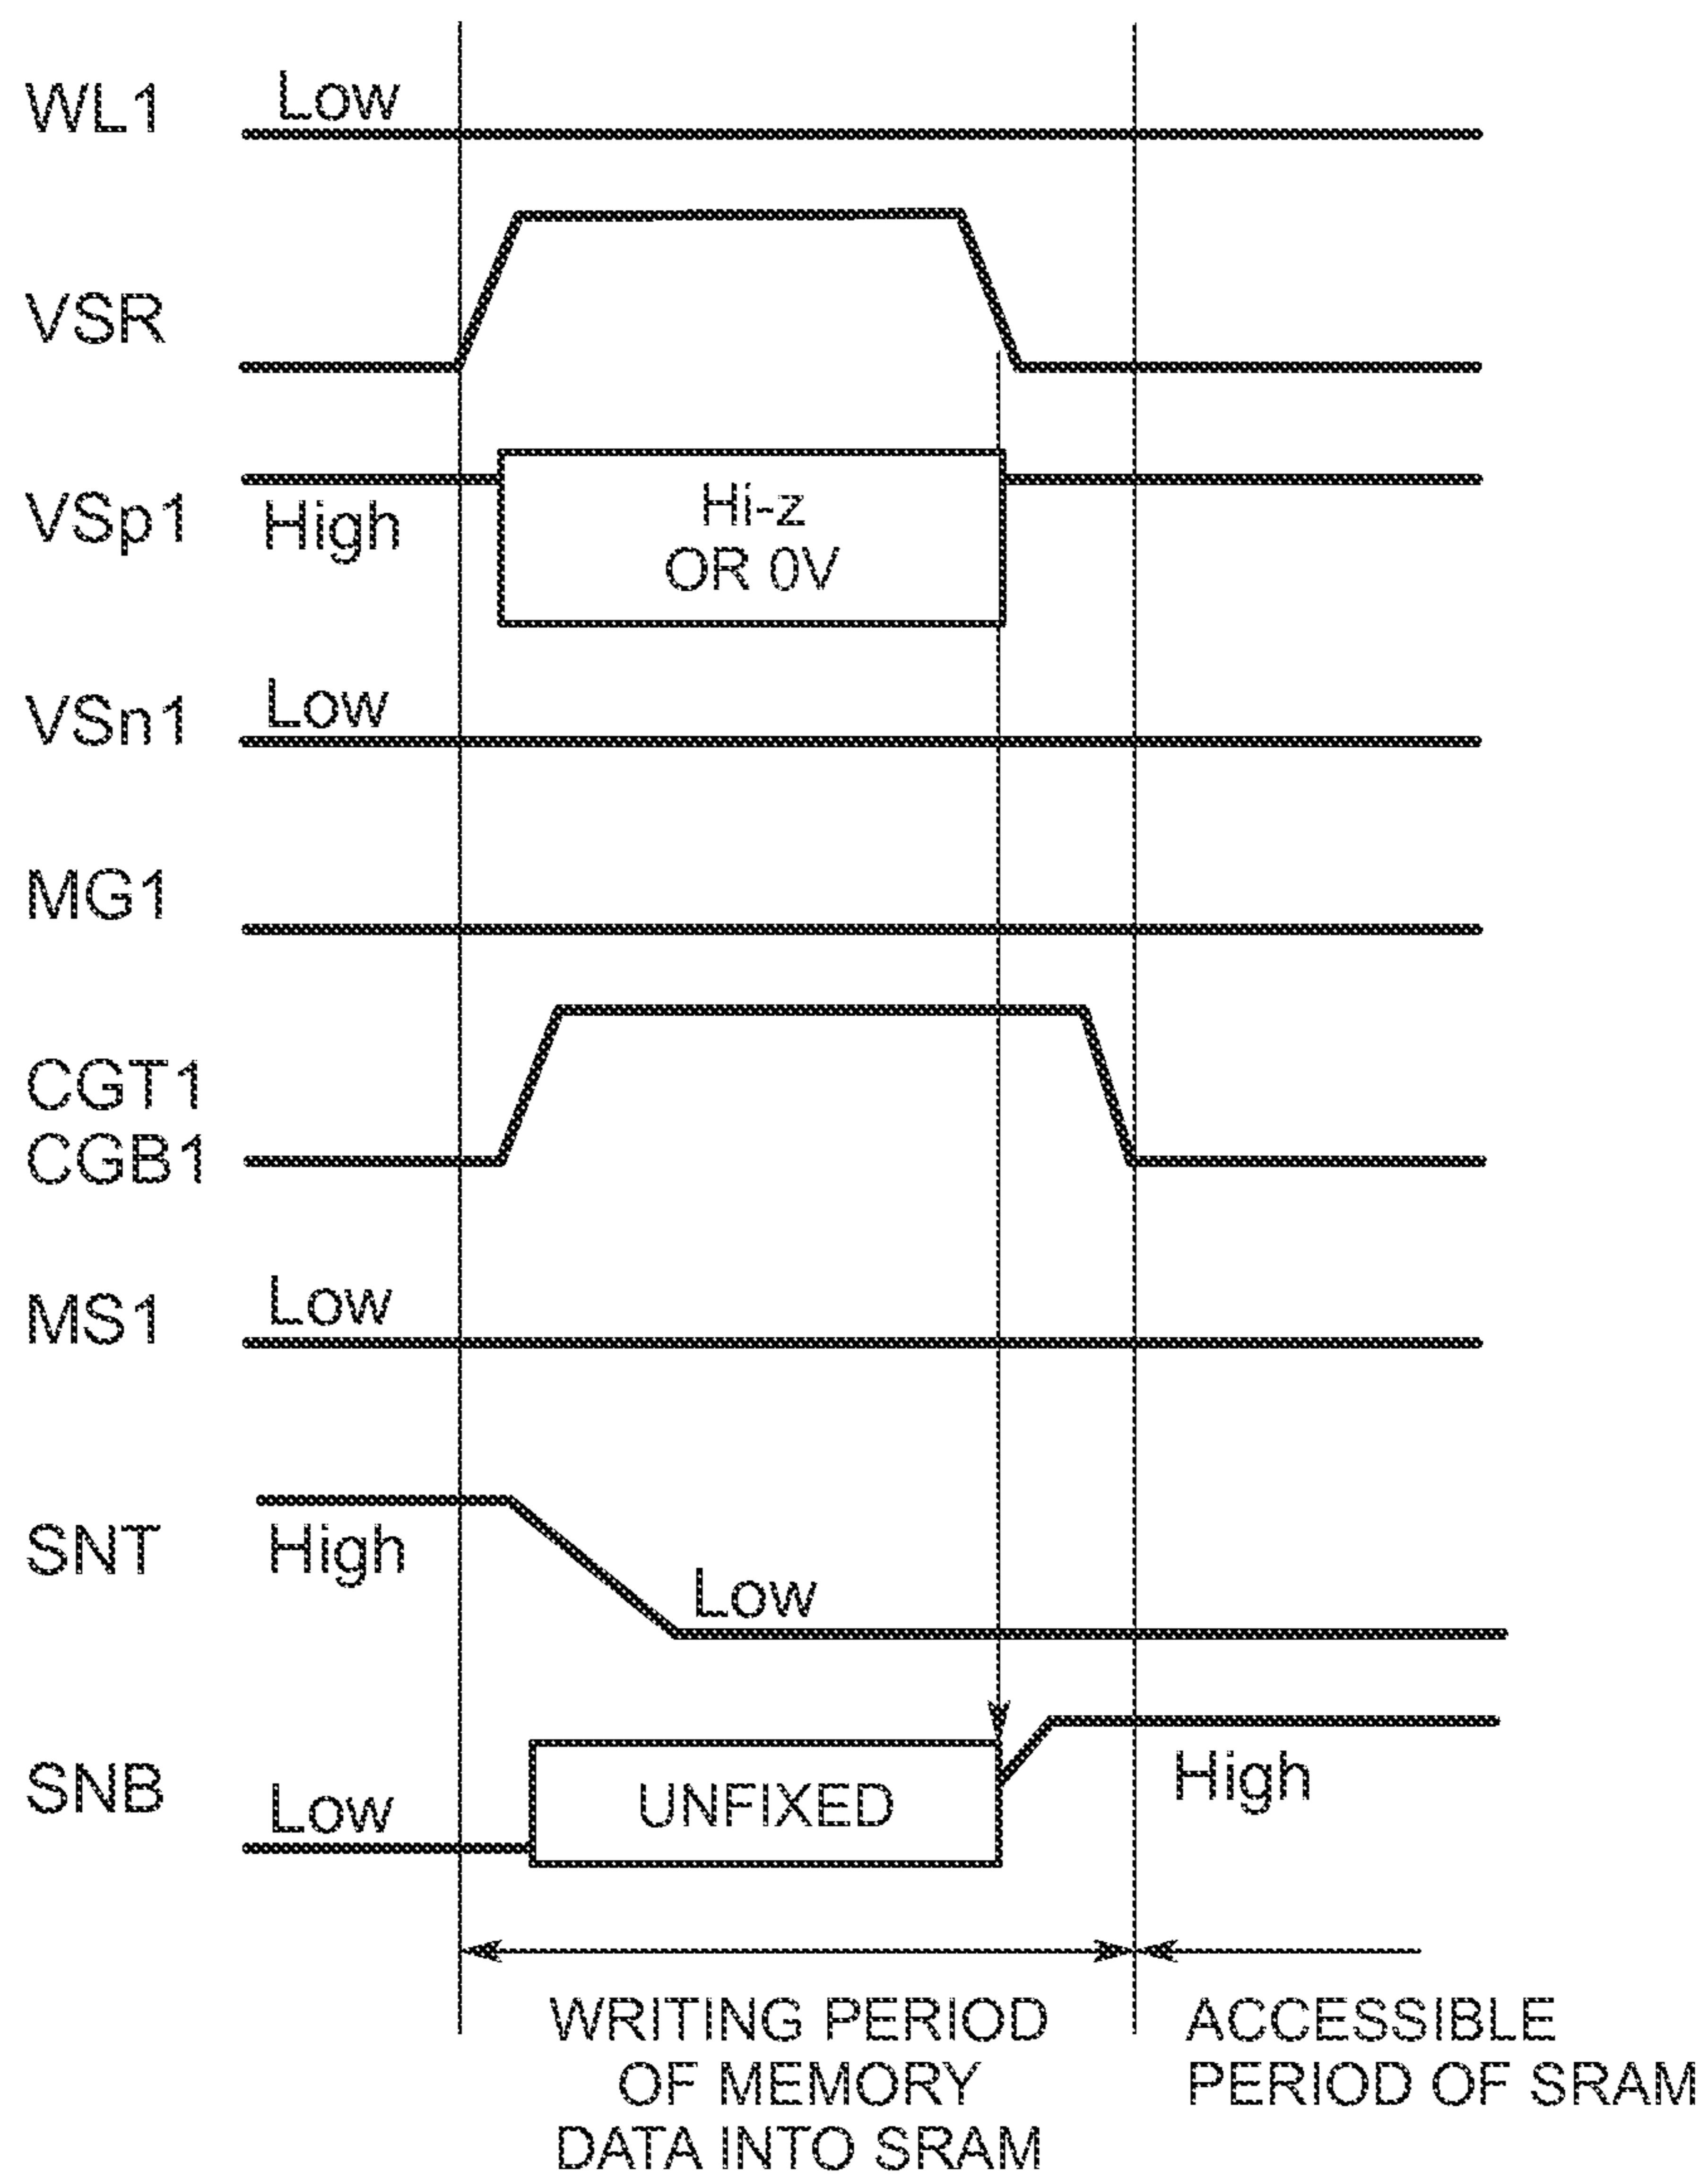 WL1
Low
VSR
VSp1
High
Hi-z
OR 0V
VSn1
Low
MG1
CGT1
CGB1
MS1
Low
SNT
High
Low
SNB
Low
UNFIXED
High
WRITING PERIOD
OF MEMORY
DATA INTO SRAM
ACCESSIBLE
PERIOD OF SRAM